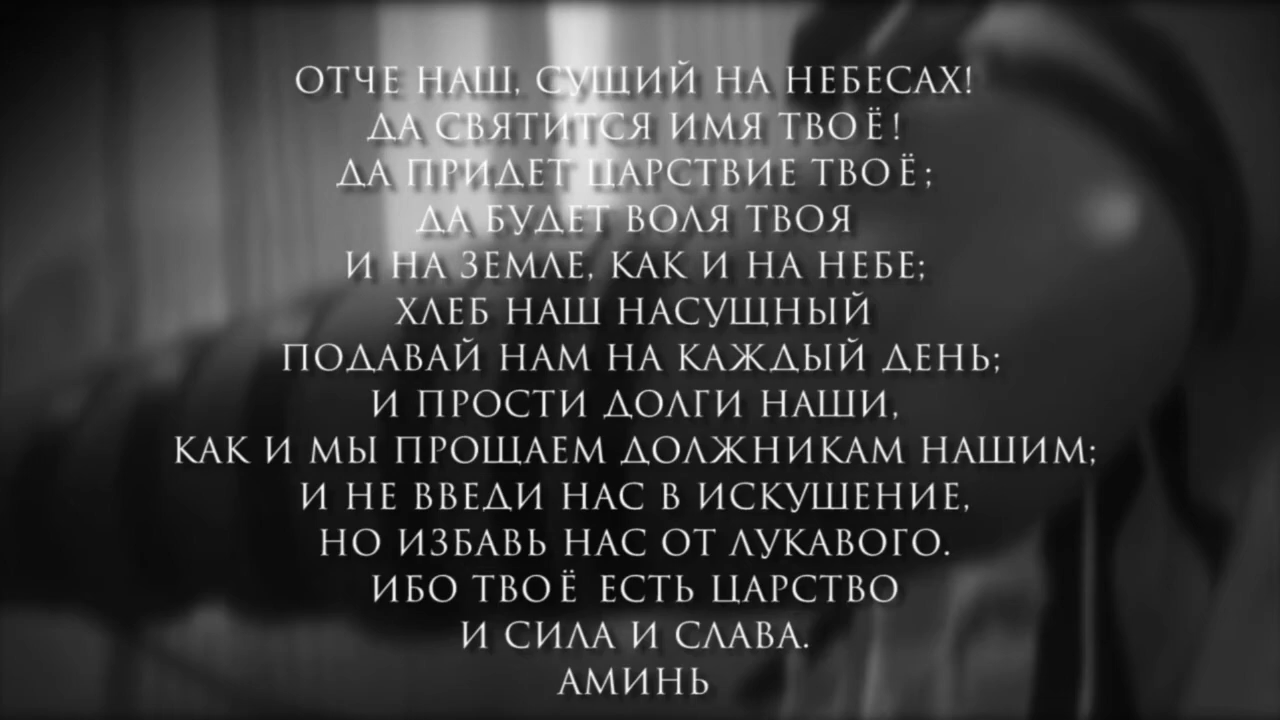 ОТЧЕ НАШ, СУЩИЙ НА НЕБЕСАХ!
ДА СВЯТИТСЯ ИМЯ ТВОЁ!
ДА ПРИДЕТ ЦАРСТВИЕ ТВОЁ;
ДА БУДЕТ ВОЛЯ ТВОЯ
И НА ЗЕМЛЕ, КАК И НА НЕБЕ;
ХЛЕБ НАШ НАСУЩНЫЙ
ПОДАВАЙ НАМ НА КАЖДЫЙ ДЕНЬ;
И ПРОСТИ ДОЛГИ НАШИ,
КАК И МЫ ПРОЩАЕМ ДОЛЖНИКАМ НАШИМ;
И НЕ ВВЕДИ НАС В ИСКУШЕНИЕ,
НО ИЗБАВЬ НАС ОТ ЛУКАВОГО.
ИБО ТВОЁ ЕСТЬ ЦАРСТВО
И СИЛА И СЛАВА.
АМИНЬ